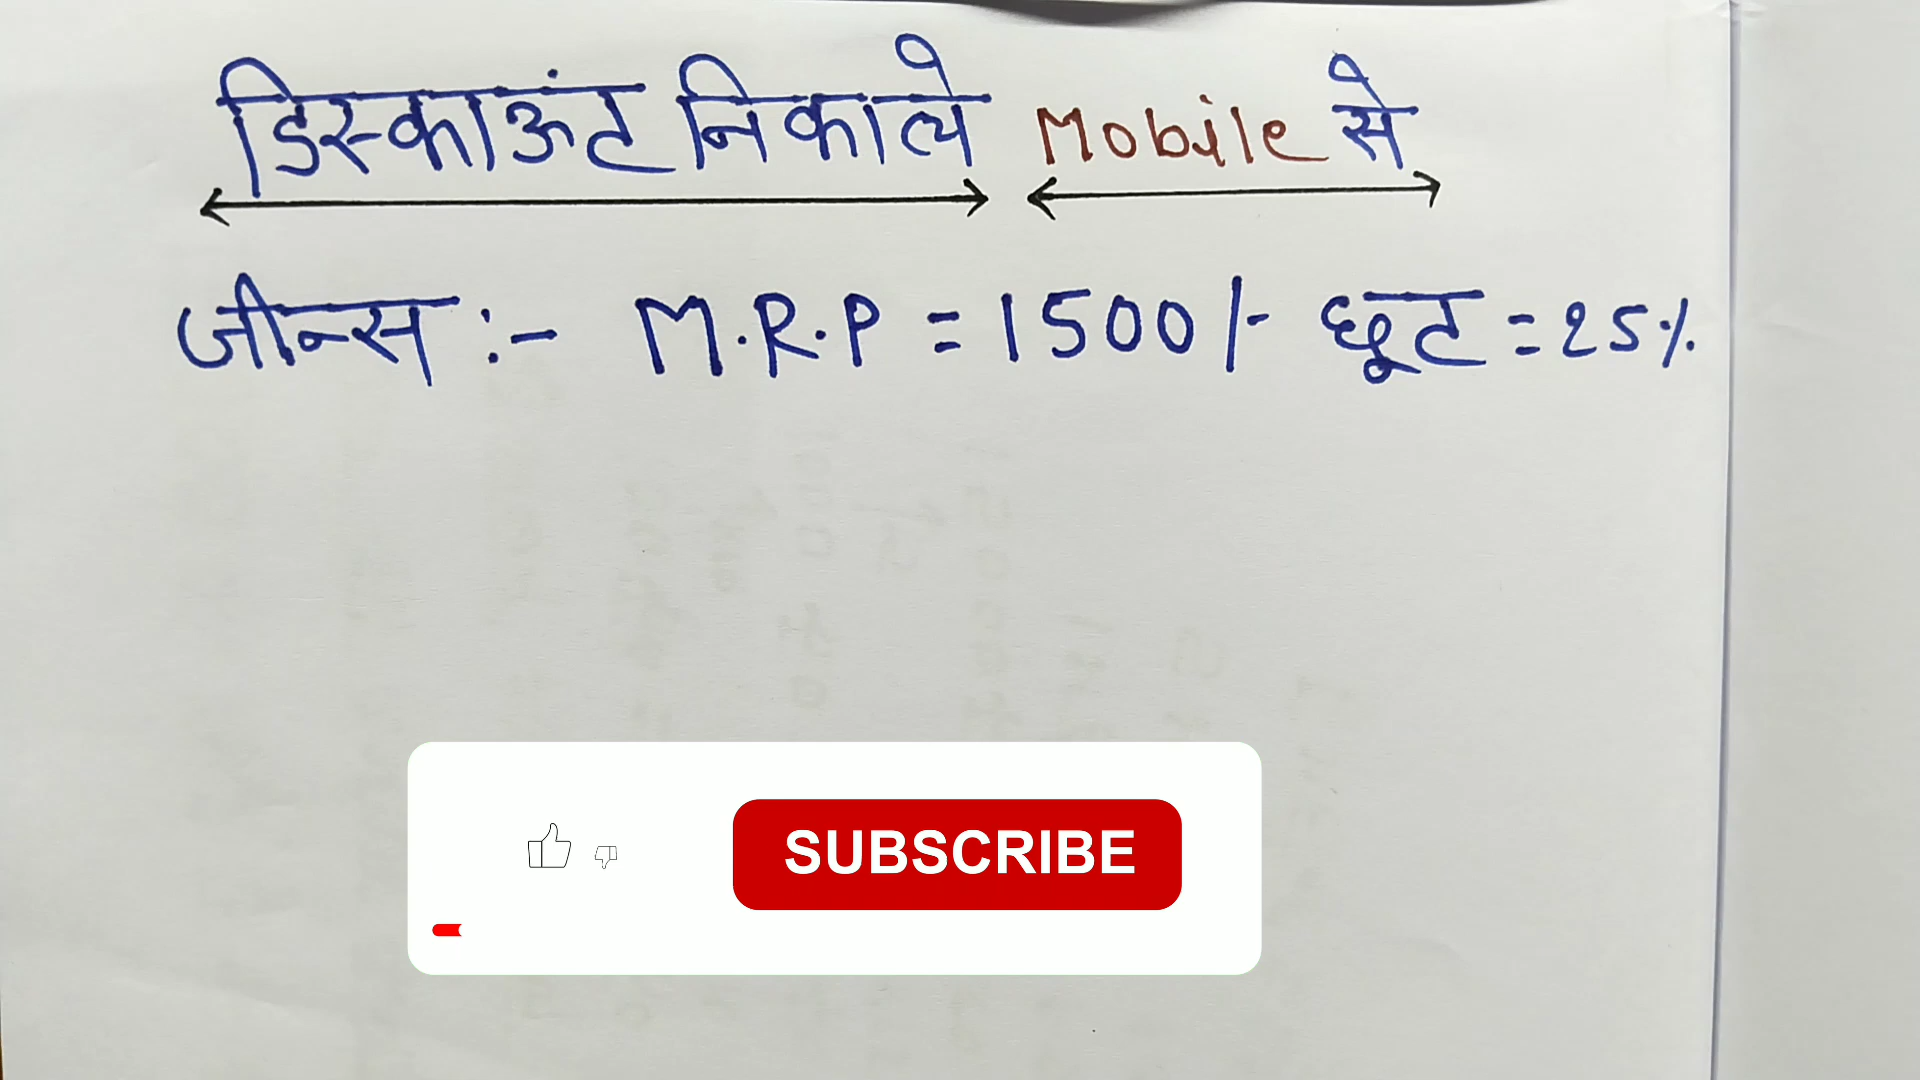 डिस्काऊंट निकाले Mobile से
जीन्स :- M.R.P = 1500/- छूट = 25%
SUBSCRIBE